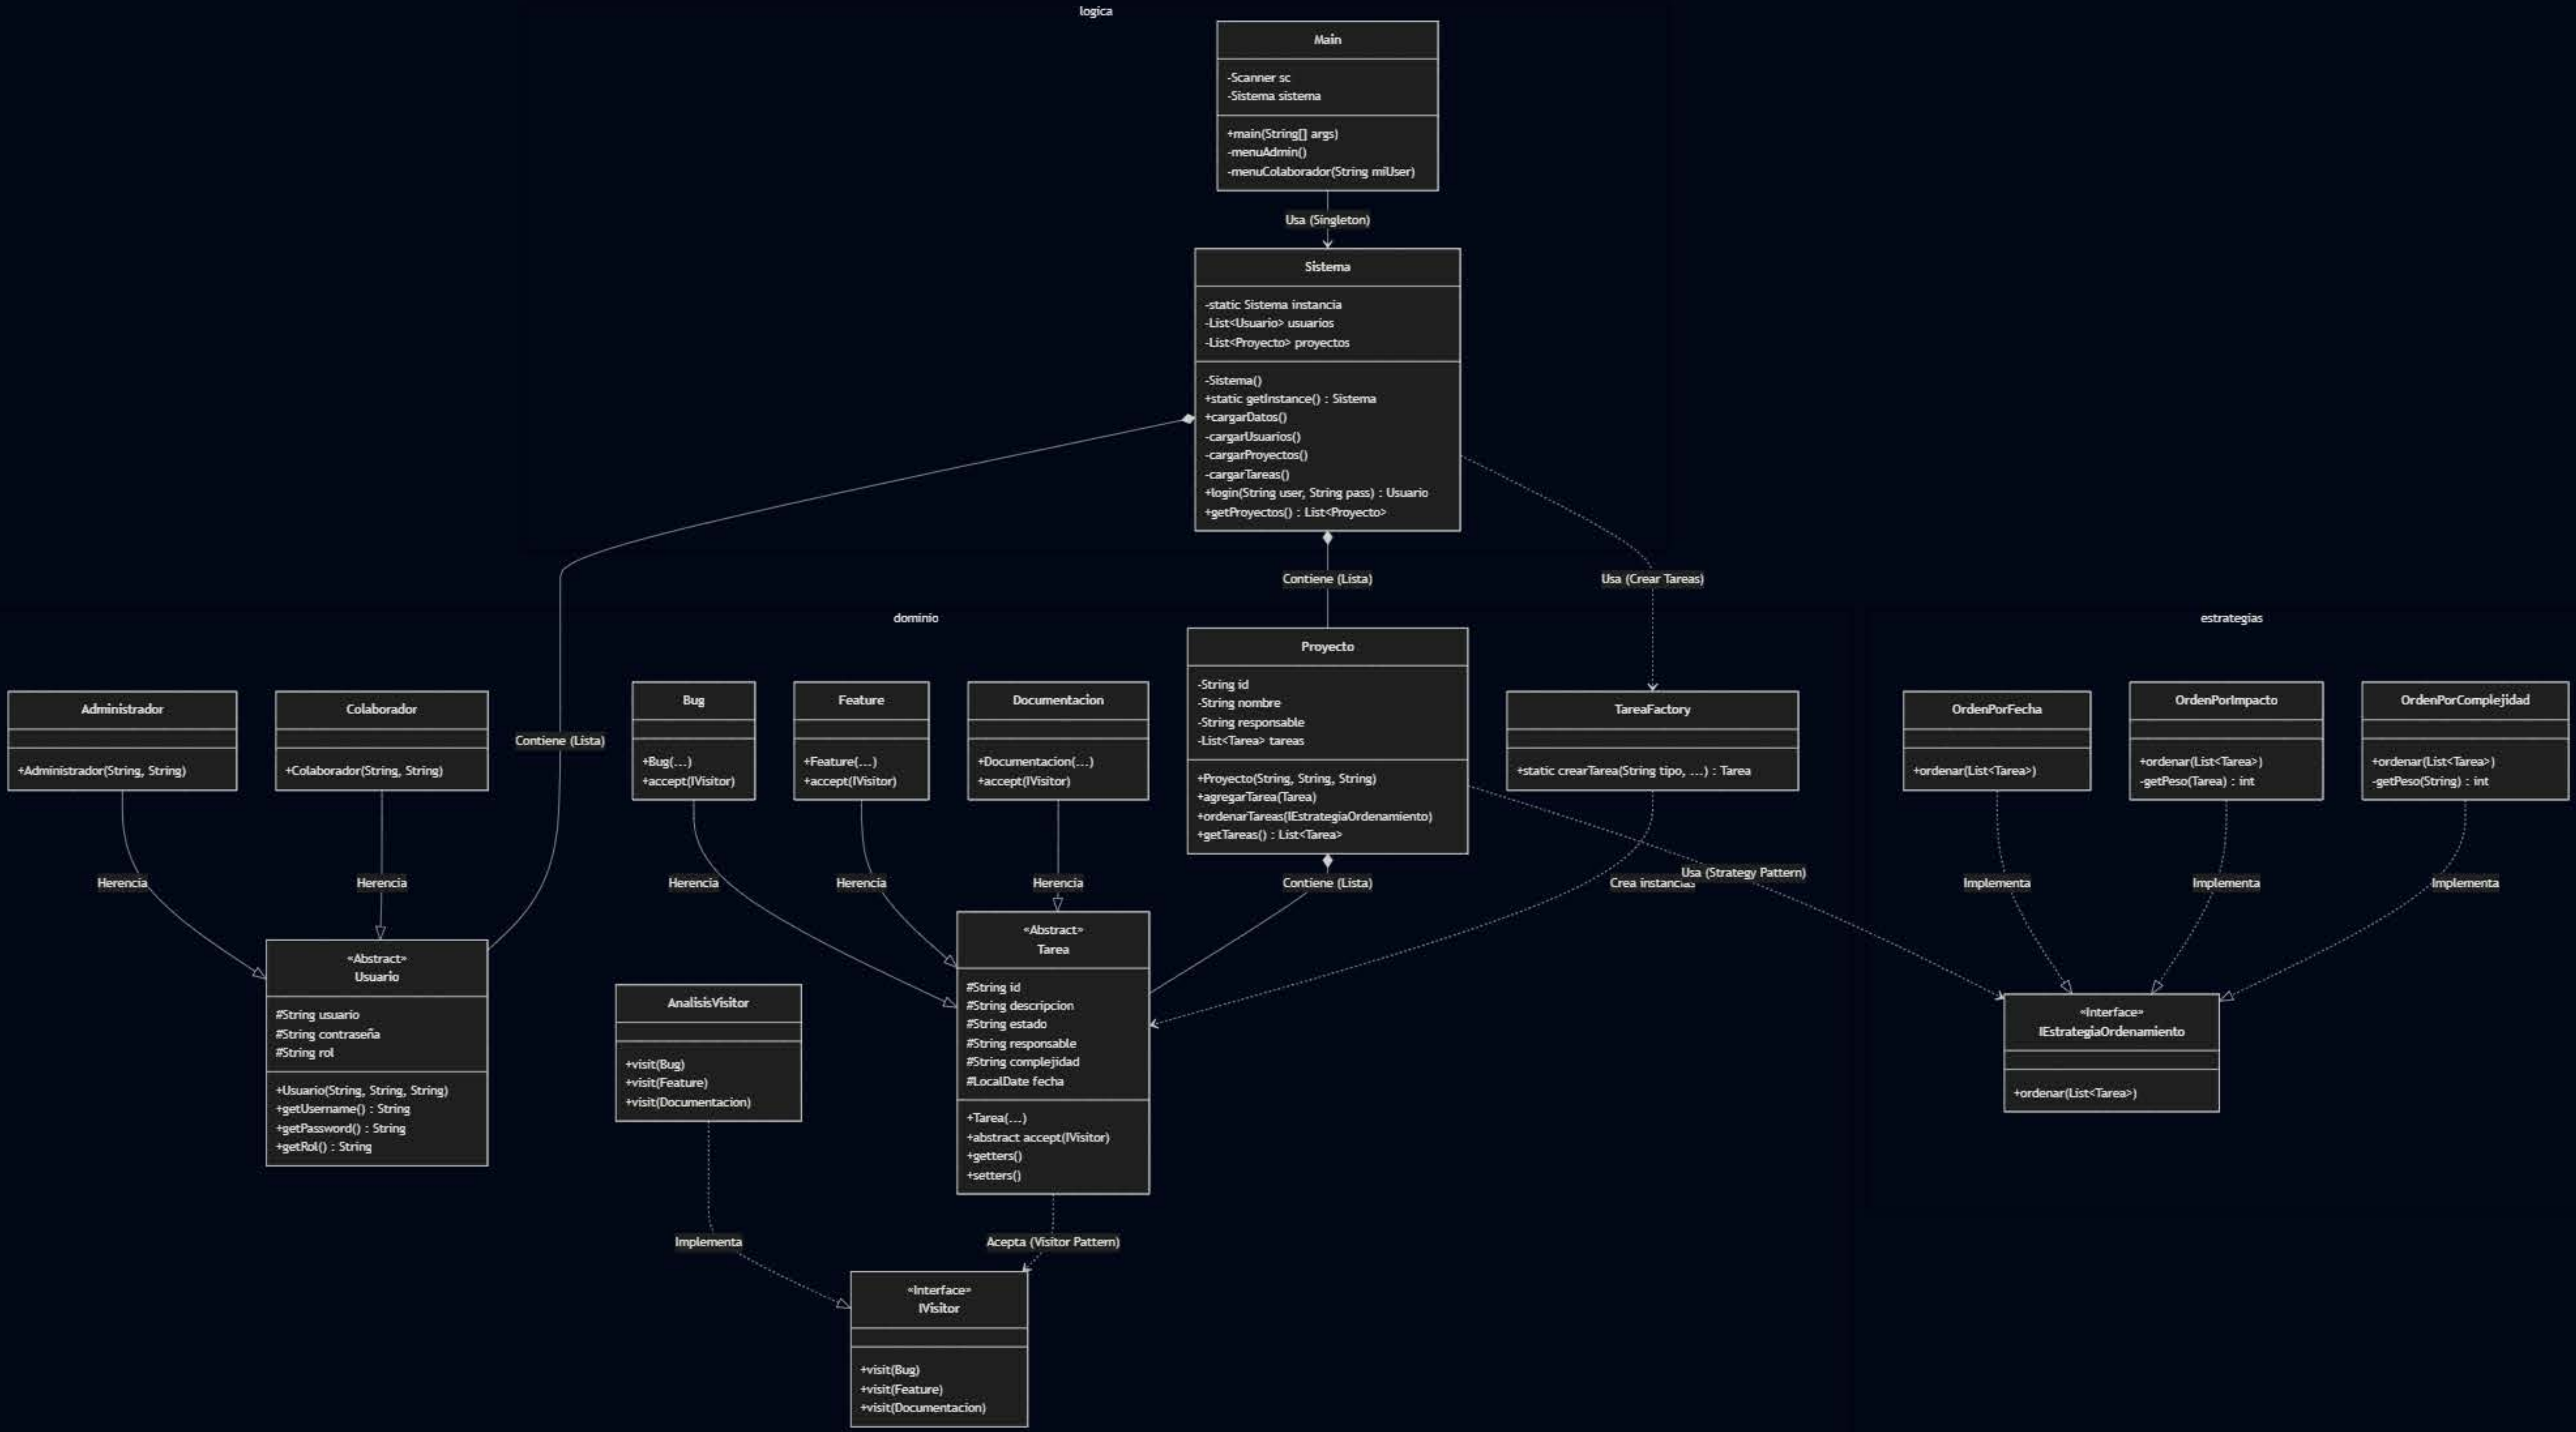 logica
Main
-Scanner sc
-Sistema sistema
+main(String[] args)
-menuAdmin()
-menuColaborador(String miUser)
Usa (Singleton)
Sistema
-static Sistema instancia
-List<Usuario> usuarios
-List<Proyecto> proyectos
-Sistema()
+static getInstance() : Sistema
+cargarDatos()
-cargarUsuarios()
-cargarProyectos()
-cargarTareas()
+login(String user, String pass) : Usuario
+getProyectos() : List<Proyecto>
Contiene (Lista)
Usa (Crear Tareas)
Contiene (Lista)
dominio
Administrador
+Administrador(String, String)
Colaborador
+Colaborador(String, String)
Bug
+Bug(...)
+accept(IVisitor)
Feature
+Feature(...)
+accept(IVisitor)
Documentacion
+Documentacion(...)
+accept(IVisitor)
Proyecto
-String id
-String nombre
-String responsable
-List<Tarea> tareas
+Proyecto(String, String, String)
+agregarTarea(Tarea)
+ordenarTareas(IEstrategiaOrdenamiento)
+getTareas() : List<Tarea>
TareaFactory
+static crearTarea(String tipo, ...) : Tarea
estrategias
OrdenPorFecha
+ordenar(List<Tarea>)
OrdenPorImpacto
+ordenar(List<Tarea>)
-getPeso(Tarea) : int
OrdenPorComplejidad
+ordenar(List<Tarea>)
-getPeso(String) : int
Herencia
Herencia
Herencia
Herencia
Herencia
Contiene (Lista)
Crea instancias
Usa (Strategy Pattern)
Implementa
Implementa
Implementa
«Abstract»
Usuario
#String usuario
#String contraseña
#String rol
+Usuario(String, String, String)
+getUsername() : String
+getPassword() : String
+getRol() : String
AnalisisVisitor
+visit(Bug)
+visit(Feature)
+visit(Documentacion)
«Abstract»
Tarea
#String id
#String descripcion
#String estado
#String responsable
#String complejidad
#LocalDate fecha
+Tarea(...)
+abstract accept(IVisitor)
+getters()
+setters()
«Interface»
IEstrategiaOrdenamiento
+ordenar(List<Tarea>)
Implementa
Acepta (Visitor Pattern)
«Interface»
IVisitor
+visit(Bug)
+visit(Feature)
+visit(Documentacion)